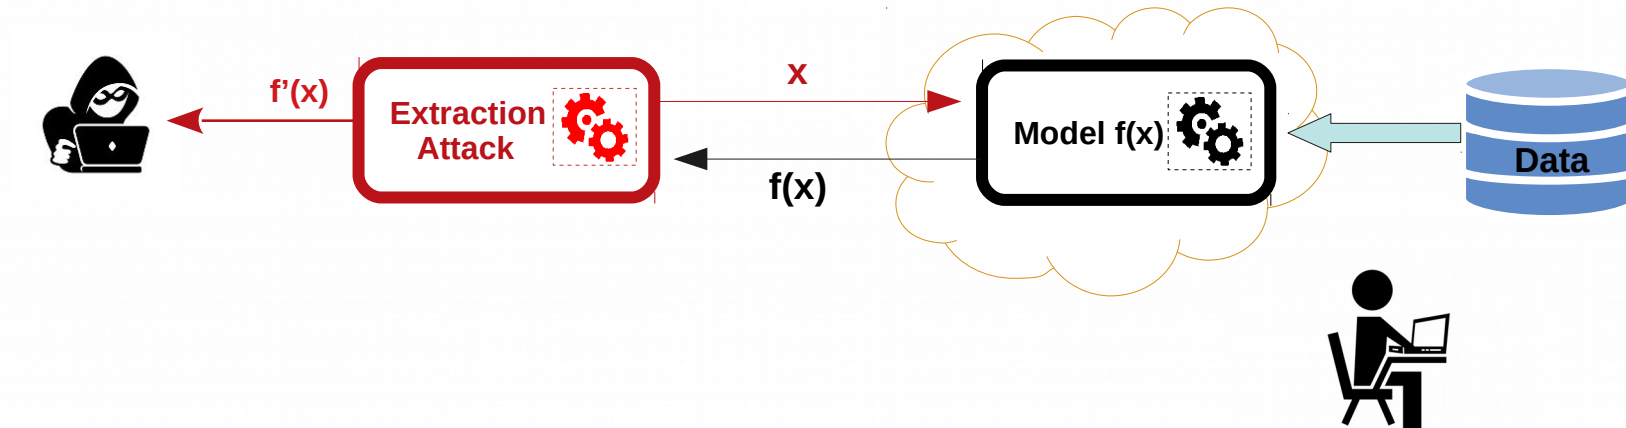 f’(x)
Extraction
Attack
x
f(x)
Model f(x)
Data